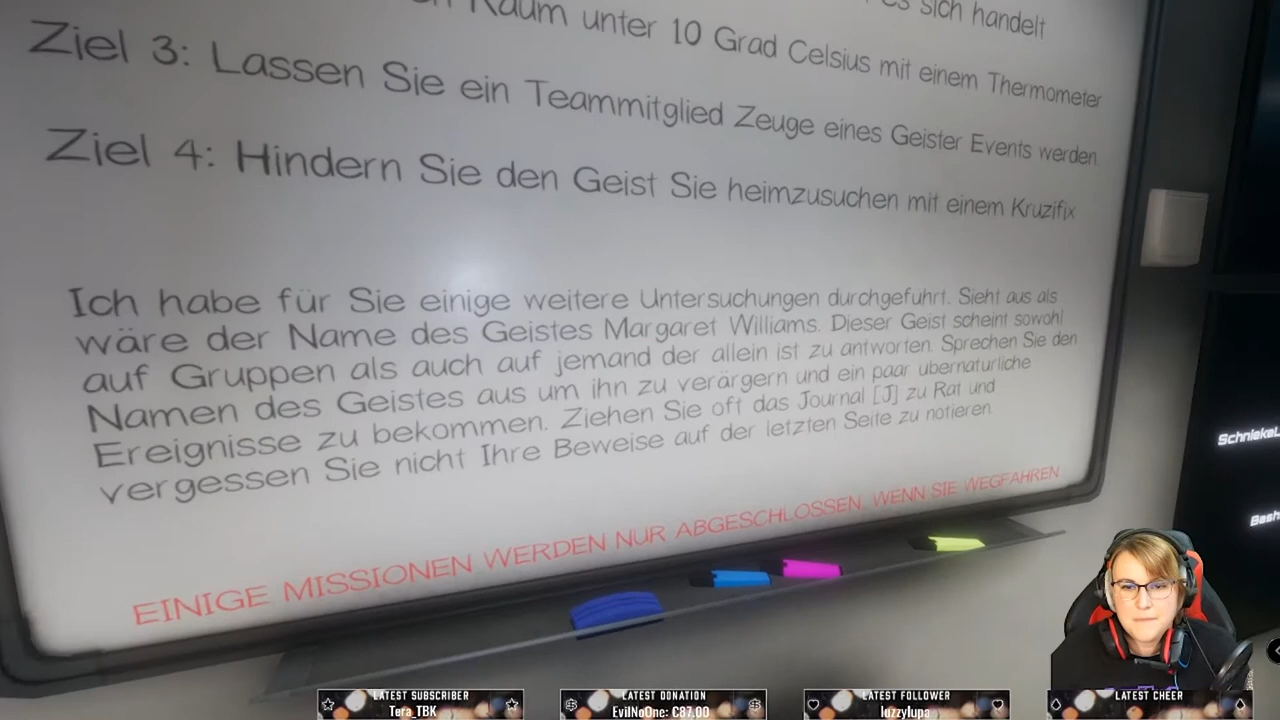 es sich handelt
Raum unter 10 Grad Celsius mit einem Thermometer
Ziel 3: Lassen Sie ein Teammitglied Zeuge eines Geister Events werden
Ziel 4: Hindern Sie den Geist Sie heimzusuchen mit einem Kruzifix
Ich habe für Sie einige weitere Untersuchungen durchgeführt. Sieht aus als
wäre der Name des Geistes Margaret Williams. Dieser Geist scheint sowohl
auf Gruppen als auch auf jemand der allein ist zu antworten. Sprechen Sie den
Namen des Geistes aus um ihn zu verärgern und ein paar übernatürliche
Ereignisse zu bekommen. Ziehen Sie oft das Journal [J] zu Rat und
vergessen Sie nicht Ihre Beweise auf der letzten Seite zu notieren.
EINIGE MISSIONEN WERDEN NUR ABGESCHLOSSEN, WENN SIE WEGFAHREN
LATEST SUBSCRIBER
Tera_TBK
LATEST DONATION
EvilNoOne: €87.00
LATEST FOLLOWER
luzzylupa
LATEST CHEER